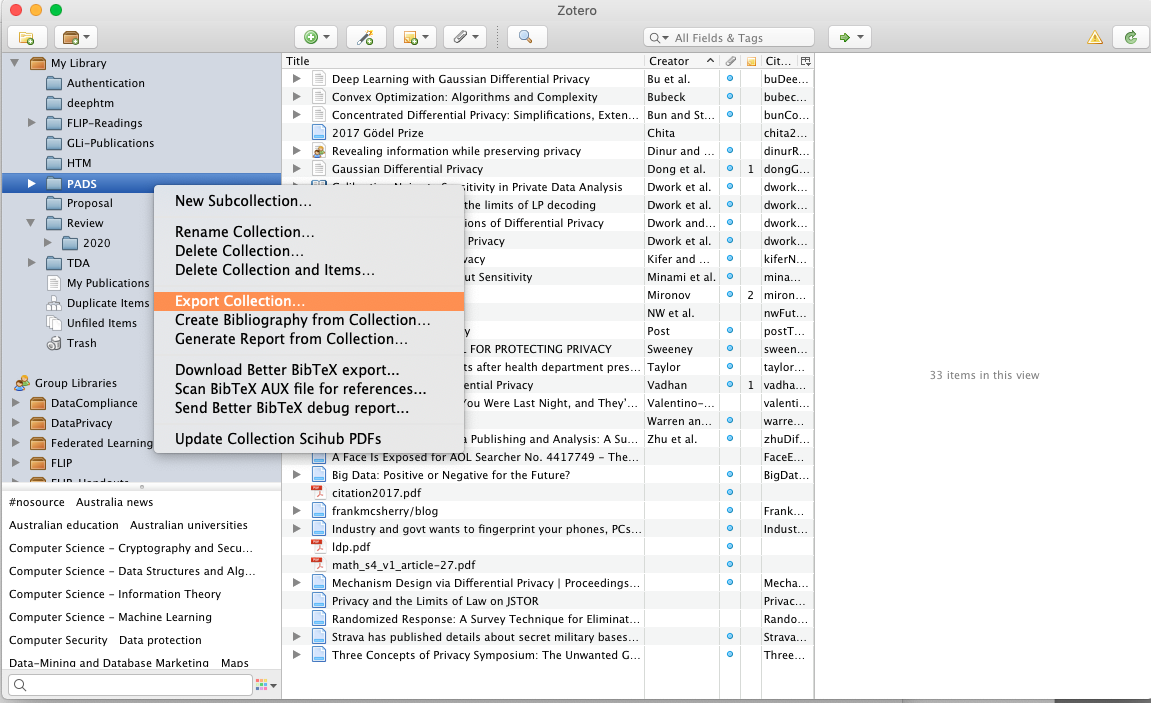 Zotero
All Fields & Tags
My Library
Authentication
deephtm
FLIP-Readings
GLi-Publications
HTM
PADS
Proposal
Review
2020
TDA
My Publications
Duplicate Items
Unfiled Items
Trash
Group Libraries
DataCompliance
DataPrivacy
Federated Learning
FLIP
#nosource Australia news
Australian education Australian universities
Computer Science – Cryptography and Secu...
Computer Science – Data Structures and Alg...
Computer Science – Information Theory
Computer Science – Machine Learning
Computer Security Data protection
Data-Mining and Database Marketing Maps
New Subcollection...
Rename Collection...
Delete Collection...
Delete Collection and Items...
Export Collection...
Create Bibliography from Collection...
Generate Report from Collection...
Download Better BibTeX export...
Scan BibTeX AUX file for references...
Send Better BibTeX debug report...
Update Collection Scihub PDFs
Title Creator Cit...
Deep Learning with Gaussian Differential Privacy Bu et al. buDee...
Convex Optimization: Algorithms and Complexity Bubeck bubec...
Concentrated Differential Privacy: Simplifications, Exten... Bun and St... bunCo...
2017 Gödel Prize Chita chita2...
Revealing information while preserving privacy Dinur and ... dinurR...
Gaussian Differential Privacy Dong et al. 1 dongG...
Sensitivity in Private Data Analysis Dwork et al. dwork...
the limits of LP decoding Dwork et al. dwork...
ions of Differential Privacy Dwork and... dwork...
Privacy Dwork et al. dwork...
vacy Kifer and ... kiferN...
ut Sensitivity Minami et al. mina...
Mironov 2 miron...
NW et al. nwFut...
y Post postT...
L FOR PROTECTING PRIVACY Sweeney sween...
ts after health department pres... Taylor taylor...
ential Privacy Vadhan 1 vadha...
You Were Last Night, and They'... Valentino-... valenti...
Warren an... warre...
a Publishing and Analysis: A Su... Zhu et al. zhuDif...
A Face Is Exposed for AOL Searcher No. 4417749 – The... FaceE...
Big Data: Positive or Negative for the Future? BigDat...
citation2017.pdf
frankmcsherry/blog Frank...
Industry and govt wants to fingerprint your phones, PCs... Indust...
ldp.pdf
math_s4_v1_article-27.pdf
Mechanism Design via Differential Privacy | Proceedings... Mecha...
Privacy and the Limits of Law on JSTOR Privac...
Randomized Response: A Survey Technique for Eliminat... Rando...
Strava has published details about secret military bases... Strava...
Three Concepts of Privacy Symposium: The Unwanted G... Three...
33 items in this view